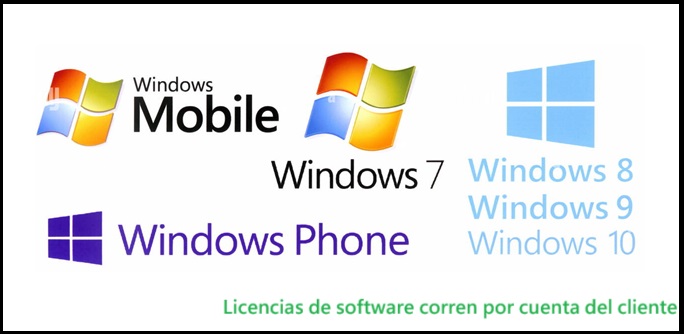 Windows
Mobile
Windows 7
Windows 8
Windows 9
Windows 10
Windows Phone
Licencias de software corren por cuenta del cliente